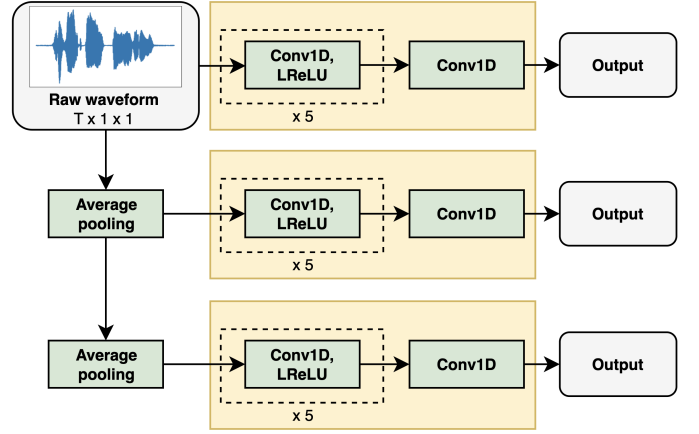 Raw waveform
T x 1 x 1
Conv1D,
LReLU
x 5
Conv1D
Output
Average
pooling
Conv1D,
LReLU
x 5
Conv1D
Output
Average
pooling
Conv1D,
LReLU
x 5
Conv1D
Output